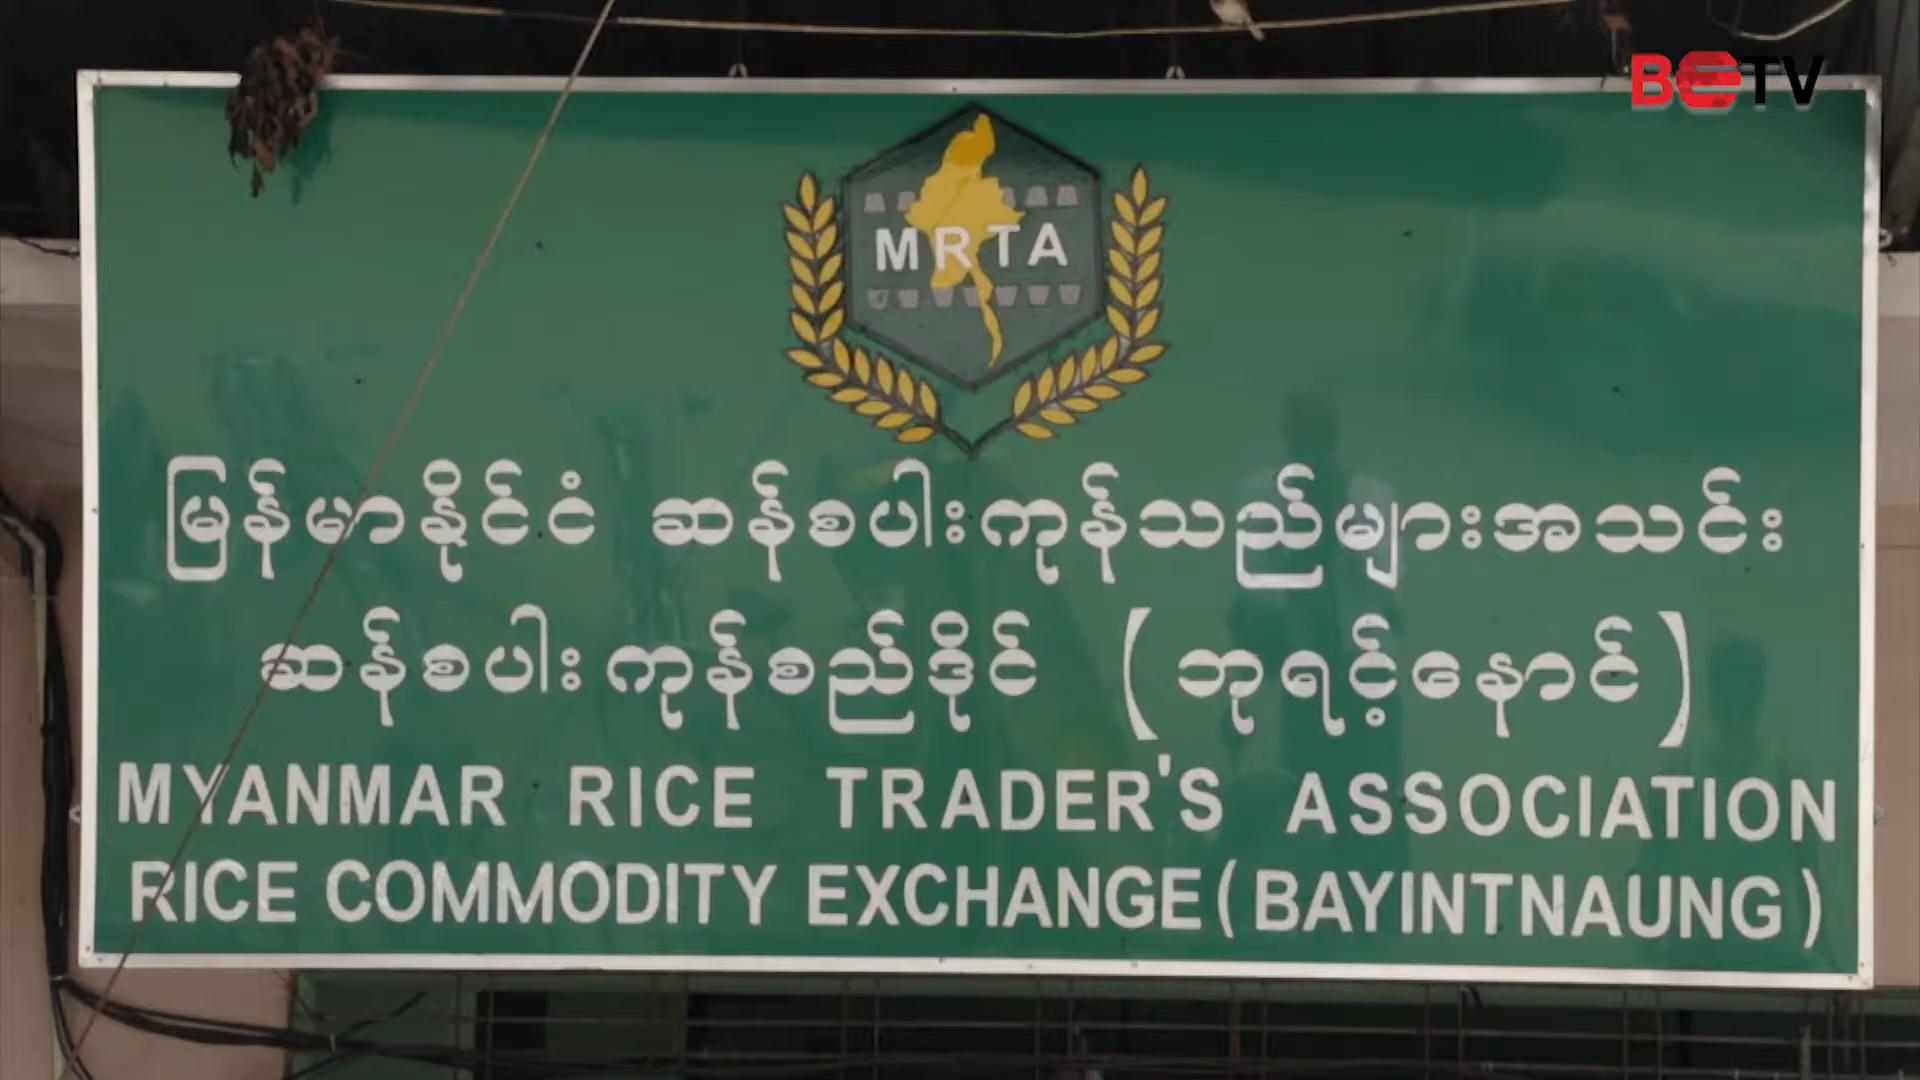 BETV
MRTA
မြန်မာနိုင်ငံ ဆန်စပါးကုန်သည်များအသင်း
ဆန်စပါးကုန်စည်ဒိုင် (ဘုရင့်နောင်)
MYANMAR RICE TRADER'S ASSOCIATION
RICE COMMODITY EXCHANGE (BAYINTNAUNG)